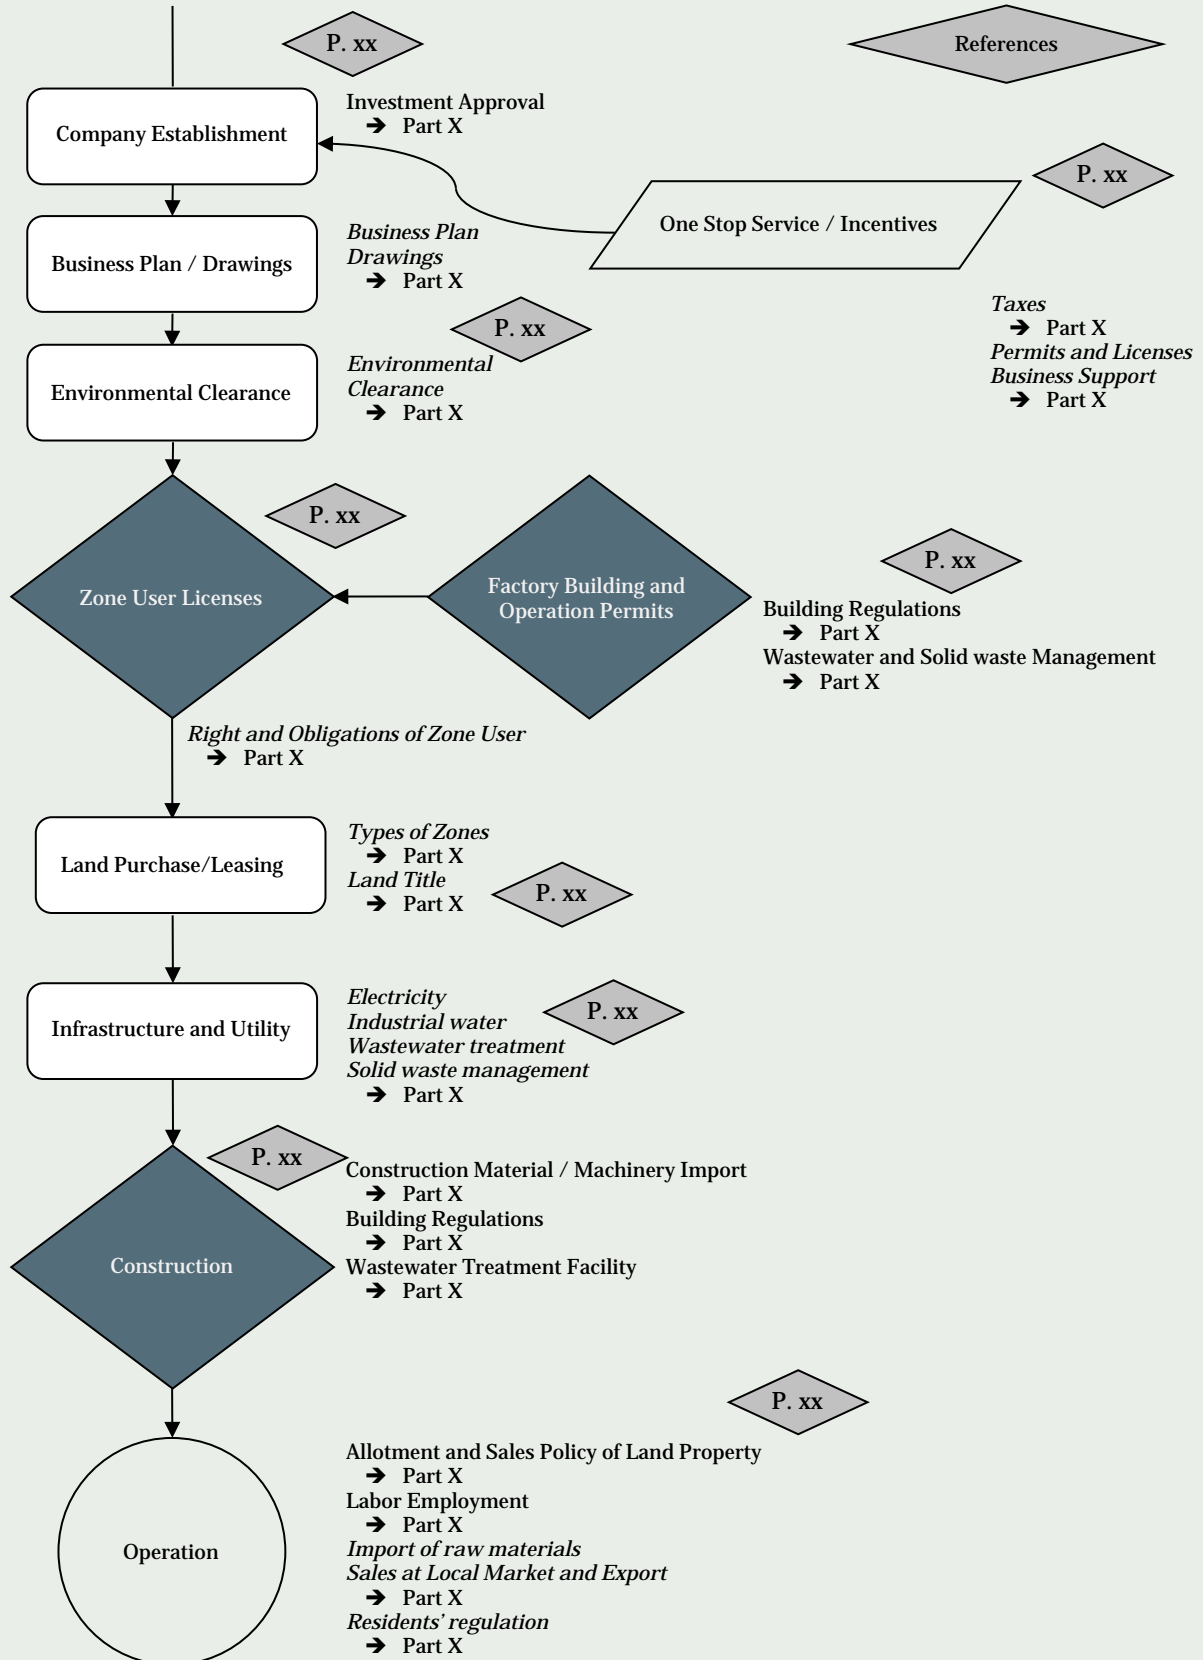 P. xx
References
Company Establishment
Investment Approval
➔ Part X
P. xx
One Stop Service / Incentives
Business Plan / Drawings
Business Plan
Drawings
➔ Part X
Taxes
➔ Part X
Permits and Licenses
Business Support
➔ Part X
P. xx
Environmental Clearance
Environmental
Clearance
➔ Part X
P. xx
Zone User Licenses
Factory Building and
Operation Permits
P. xx
Building Regulations
➔ Part X
Wastewater and Solid waste Management
➔ Part X
Right and Obligations of Zone User
➔ Part X
Land Purchase/Leasing
Types of Zones
➔ Part X
Land Title
➔ Part X
P. xx
Infrastructure and Utility
Electricity
Industrial water
Wastewater treatment
Solid waste management
➔ Part X
P. xx
P. xx
Construction
Construction Material / Machinery Import
➔ Part X
Building Regulations
➔ Part X
Wastewater Treatment Facility
➔ Part X
P. xx
Operation
Allotment and Sales Policy of Land Property
➔ Part X
Labor Employment
➔ Part X
Import of raw materials
Sales at Local Market and Export
➔ Part X
Residents' regulation
➔ Part X